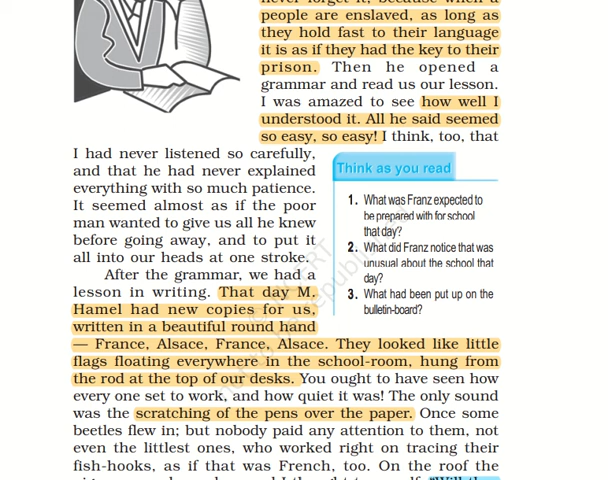 people are enslaved, as long as
they hold fast to their language
it is as if they had the key to their
prison. Then he opened a
grammar and read us our lesson.
I was amazed to see how well I
understood it. All he said seemed
so easy, so easy! I think, too, that
I had never listened so carefully,
and that he had never explained
everything with so much patience.
It seemed almost as if the poor
man wanted to give us all he knew
before going away, and to put it
all into our heads at one stroke.
After the grammar, we had a
lesson in writing. That day M.
Hamel had new copies for us,
written in a beautiful round hand
— France, Alsace, France, Alsace. They looked like little
flags floating everywhere in the school-room, hung from
the rod at the top of our desks. You ought to have seen how
every one set to work, and how quiet it was! The only sound
was the scratching of the pens over the paper. Once some
beetles flew in; but nobody paid any attention to them, not
even the littlest ones, who worked right on tracing their
fish-hooks, as if that was French, too. On the roof the
Think as you read
1. What was Franz expected to
be prepared with for school
that day?
2. What did Franz notice that was
unusual about the school that
day?
3. What had been put up on the
bulletin-board?